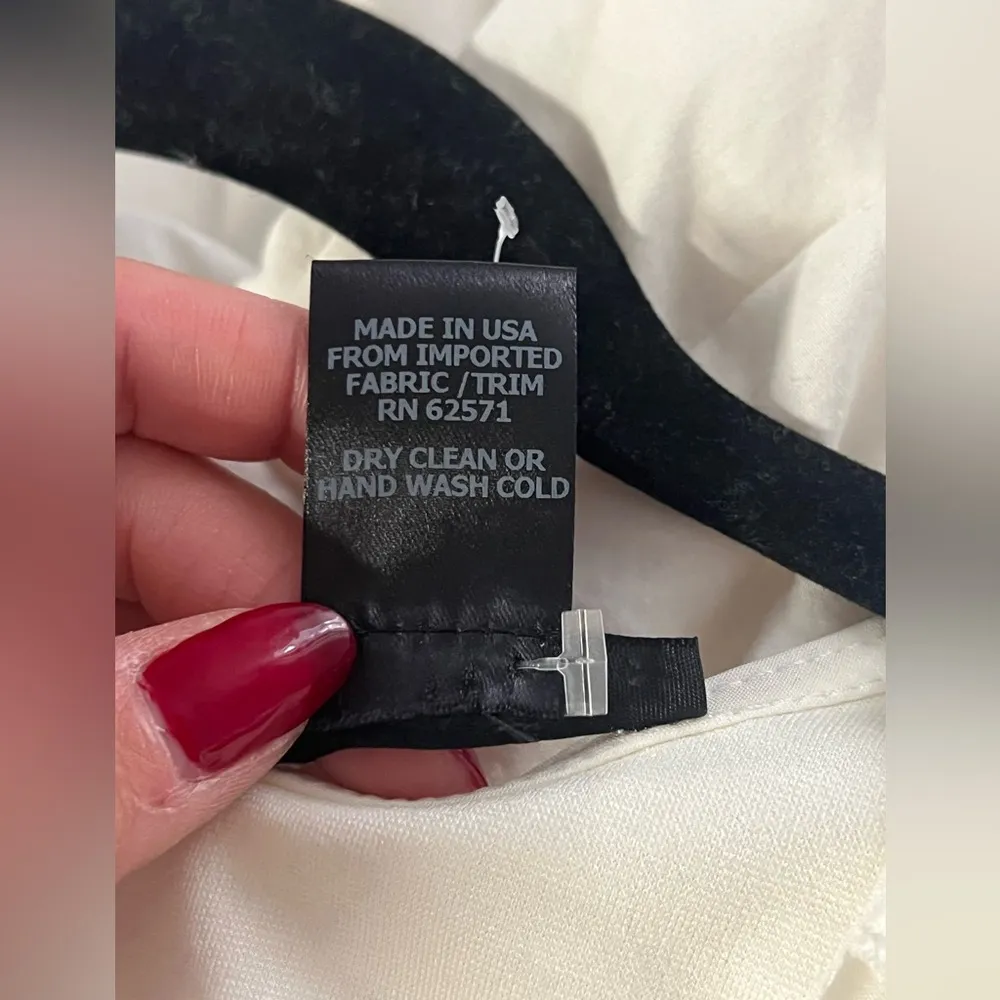 MADE IN USA
FROM IMPORTED
FABRIC /TRIM
RN 62571
DRY CLEAN OR
HAND WASH COLD